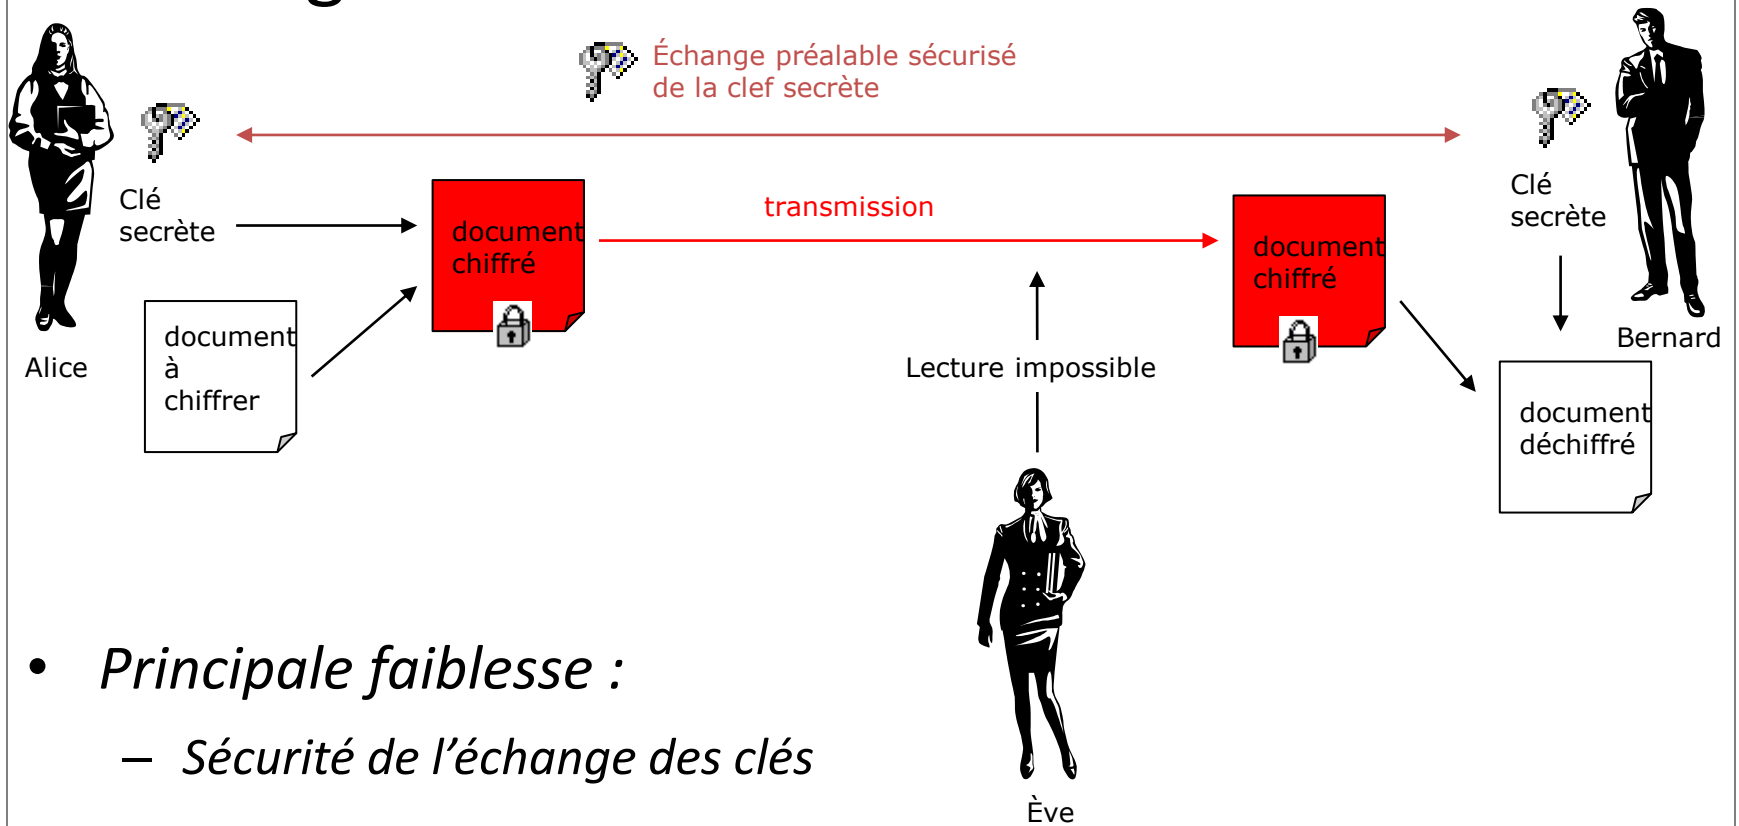 Échange préalable sécurisé
de la clef secrète
Clé
secrète
document
chiffré
transmission
document
chiffré
Clé
secrète
document
à
chiffrer
Alice
Lecture impossible
Bernard
document
déchiffré
Ève
• Principale faiblesse :
– Sécurité de l’échange des clés